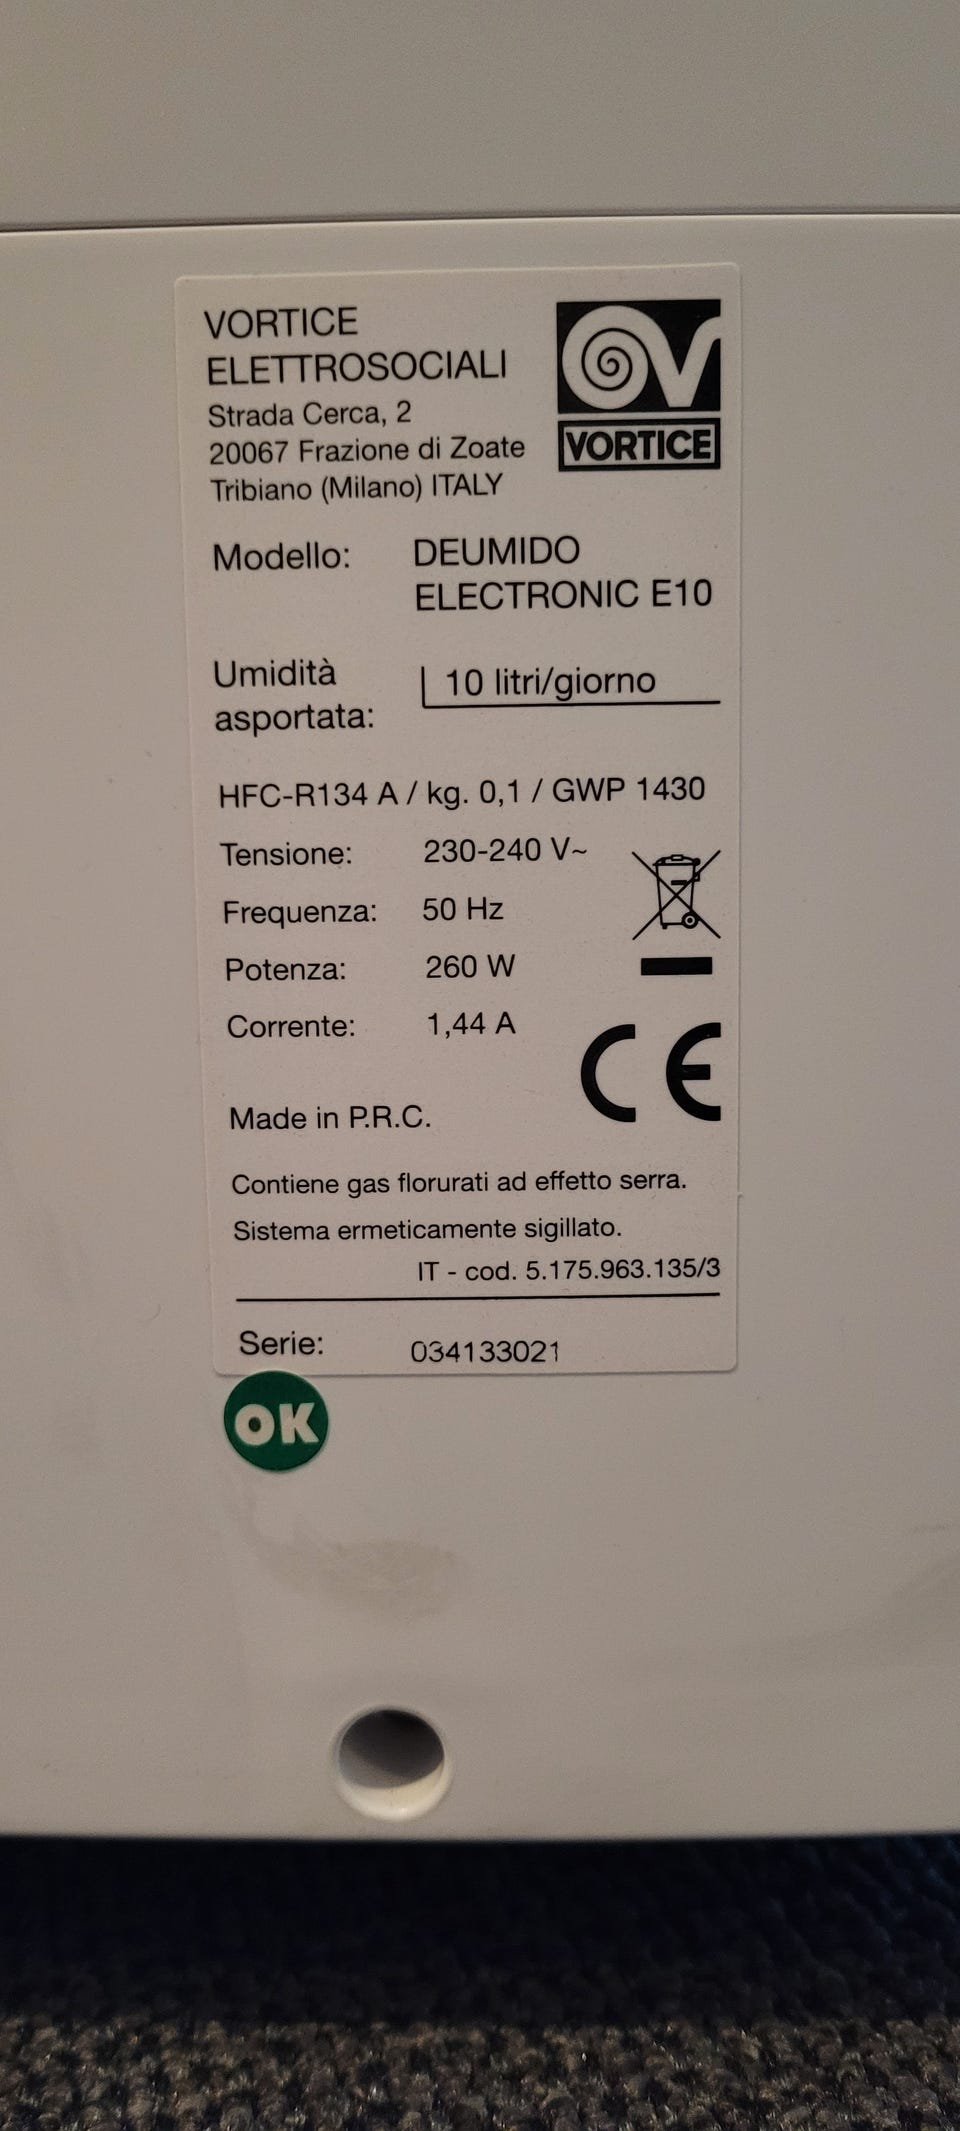 VORTICE
ELETTROSOCIALI
Strada Cerca, 2
20067 Frazione di Zoate
Tribiano (Milano) ITALY
VORTICE
Modello: DEUMIDO
ELECTRONIC E10
Umidità
asportata: 10 litri/giorno
HFC-R134 A / kg. 0,1 / GWP 1430
Tensione: 230-240 V~
Frequenza: 50 Hz
Potenza: 260 W
Corrente: 1,44 A
CE
Made in P.R.C.
Contiene gas florurati ad effetto serra.
Sistema ermeticamente sigillato.
IT - cod. 5.175.963.135/3
Serie: 034133021
OK